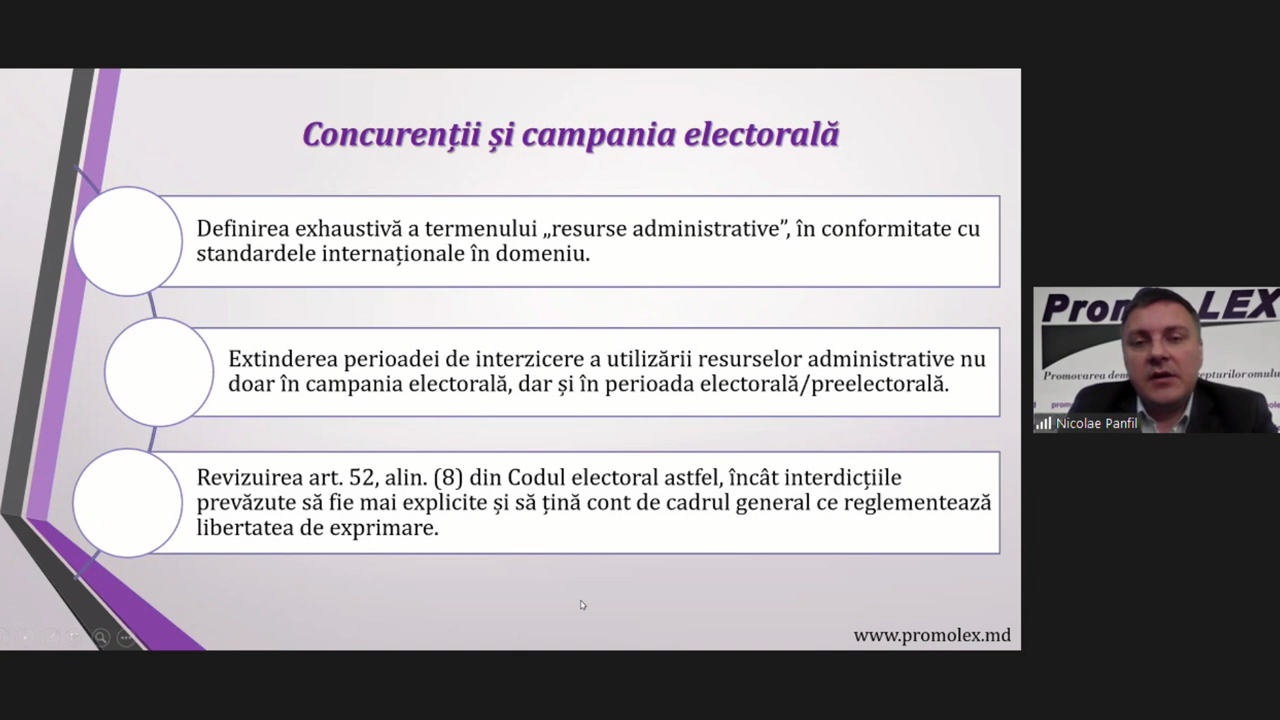 Concurenții și campania electorală
Definirea exhaustivă a termenului „resurse administrative”, în conformitate cu
standardele internaționale în domeniu.
Extinderea perioadei de interzicere a utilizării resurselor administrative nu
doar în campania electorală, dar și în perioada electorală/preelectorală.
Revizuirea art. 52, alin. (8) din Codul electoral astfel, încât interdicțiile
prevăzute să fie mai explicite și să țină cont de cadrul general ce reglementează
libertatea de exprimare.
www.promolex.md
LEX
Promovarea
Nicolae Panfil